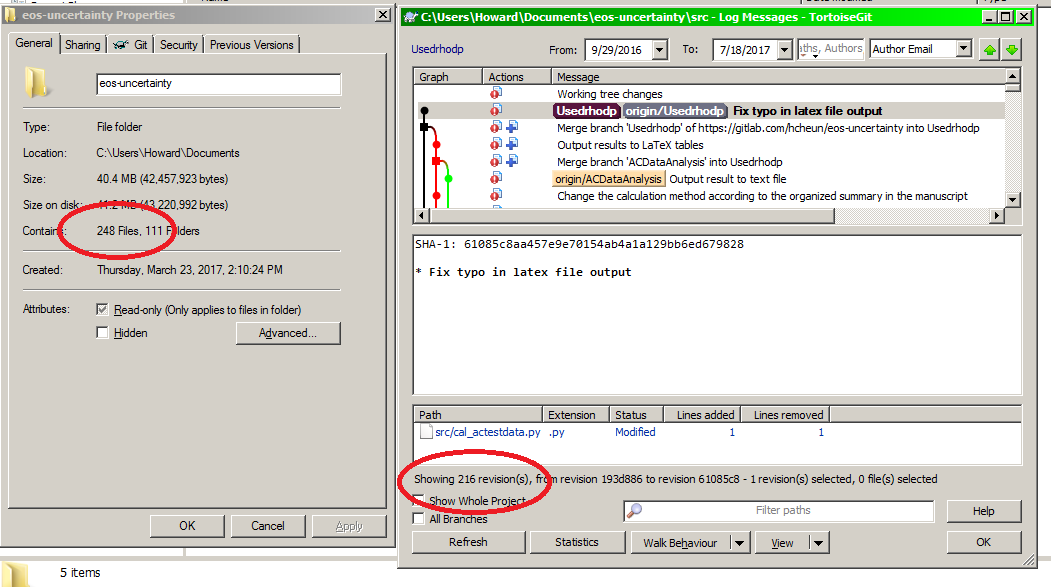 eos-uncertainty Properties
General Sharing Git Security Previous Versions
eos-uncertainty
Type: File folder
Location: C:\Users\Howard\Documents
Size: 40.4 MB (42,457,923 bytes)
Size on disk: 41.2 MB (43,220,992 bytes)
Contains: 248 Files, 111 Folders
Created: Thursday, March 23, 2017, 2:10:24 PM
Attributes: Read-only (Only applies to files in folder)
Hidden Advanced...
OK Cancel Apply
5 items
C:\Users\Howard\Documents\eos-uncertainty\src - Log Messages - TortoiseGit
Usedrhodp From: 9/29/2016 To: 7/18/2017 aths, Authors Author Email
Graph Actions Message
Working tree changes
Usedrhodp origin/Usedrhodp Fix typo in latex file output
Merge branch 'Usedrhodp' of https://gitlab.com/hcheun/eos-uncertainty into Usedrhodp
Output results to LaTeX tables
Merge branch 'ACDataAnalysis' into Usedrhodp
origin/ACDataAnalysis Output result to text file
Change the calculation method according to the organized summary in the manuscript
SHA-1: 61085c8aa457e9e70154ab4a1a129bb6ed679828
* Fix typo in latex file output
Path Extension Status Lines added Lines removed
src/cal_actestdata.py .py Modified 1 1
Showing 216 revision(s), from revision 193d886 to revision 61085c8 - 1 revision(s) selected, 0 file(s) selected
Show Whole Project
All Branches
Filter paths
Help
Refresh Statistics Walk Behaviour View OK